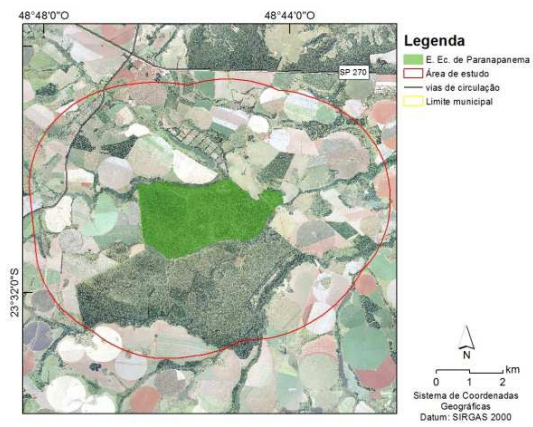 48°48'0"O
48°44'0"O
Legenda
E. Ec. de Paranapanema
Área de estudo
vias de circulação
Limite municipal
SP 270
23°32'0"S
N
0 1 2 km
Sistema de Coordenadas
Geográficas
Datum: SIRGAS 2000